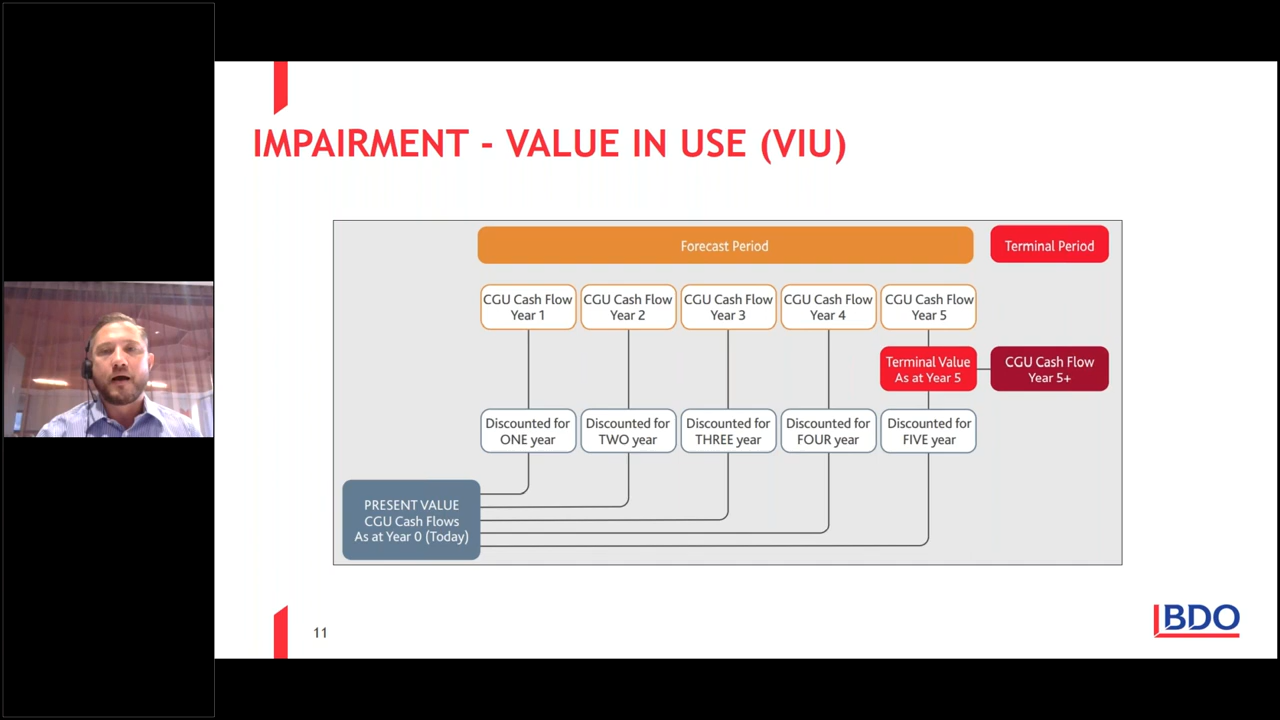 IMPAIRMENT - VALUE IN USE (VIU)
Forecast Period
Terminal Period
CGU Cash Flow
Year 1
CGU Cash Flow
Year 2
CGU Cash Flow
Year 3
CGU Cash Flow
Year 4
CGU Cash Flow
Year 5
Terminal Value
As at Year 5
CGU Cash Flow
Year 5+
Discounted for
ONE year
Discounted for
TWO year
Discounted for
THREE year
Discounted for
FOUR year
Discounted for
FIVE year
PRESENT VALUE
CGU Cash Flows
As at Year 0 (Today)
11
BDO